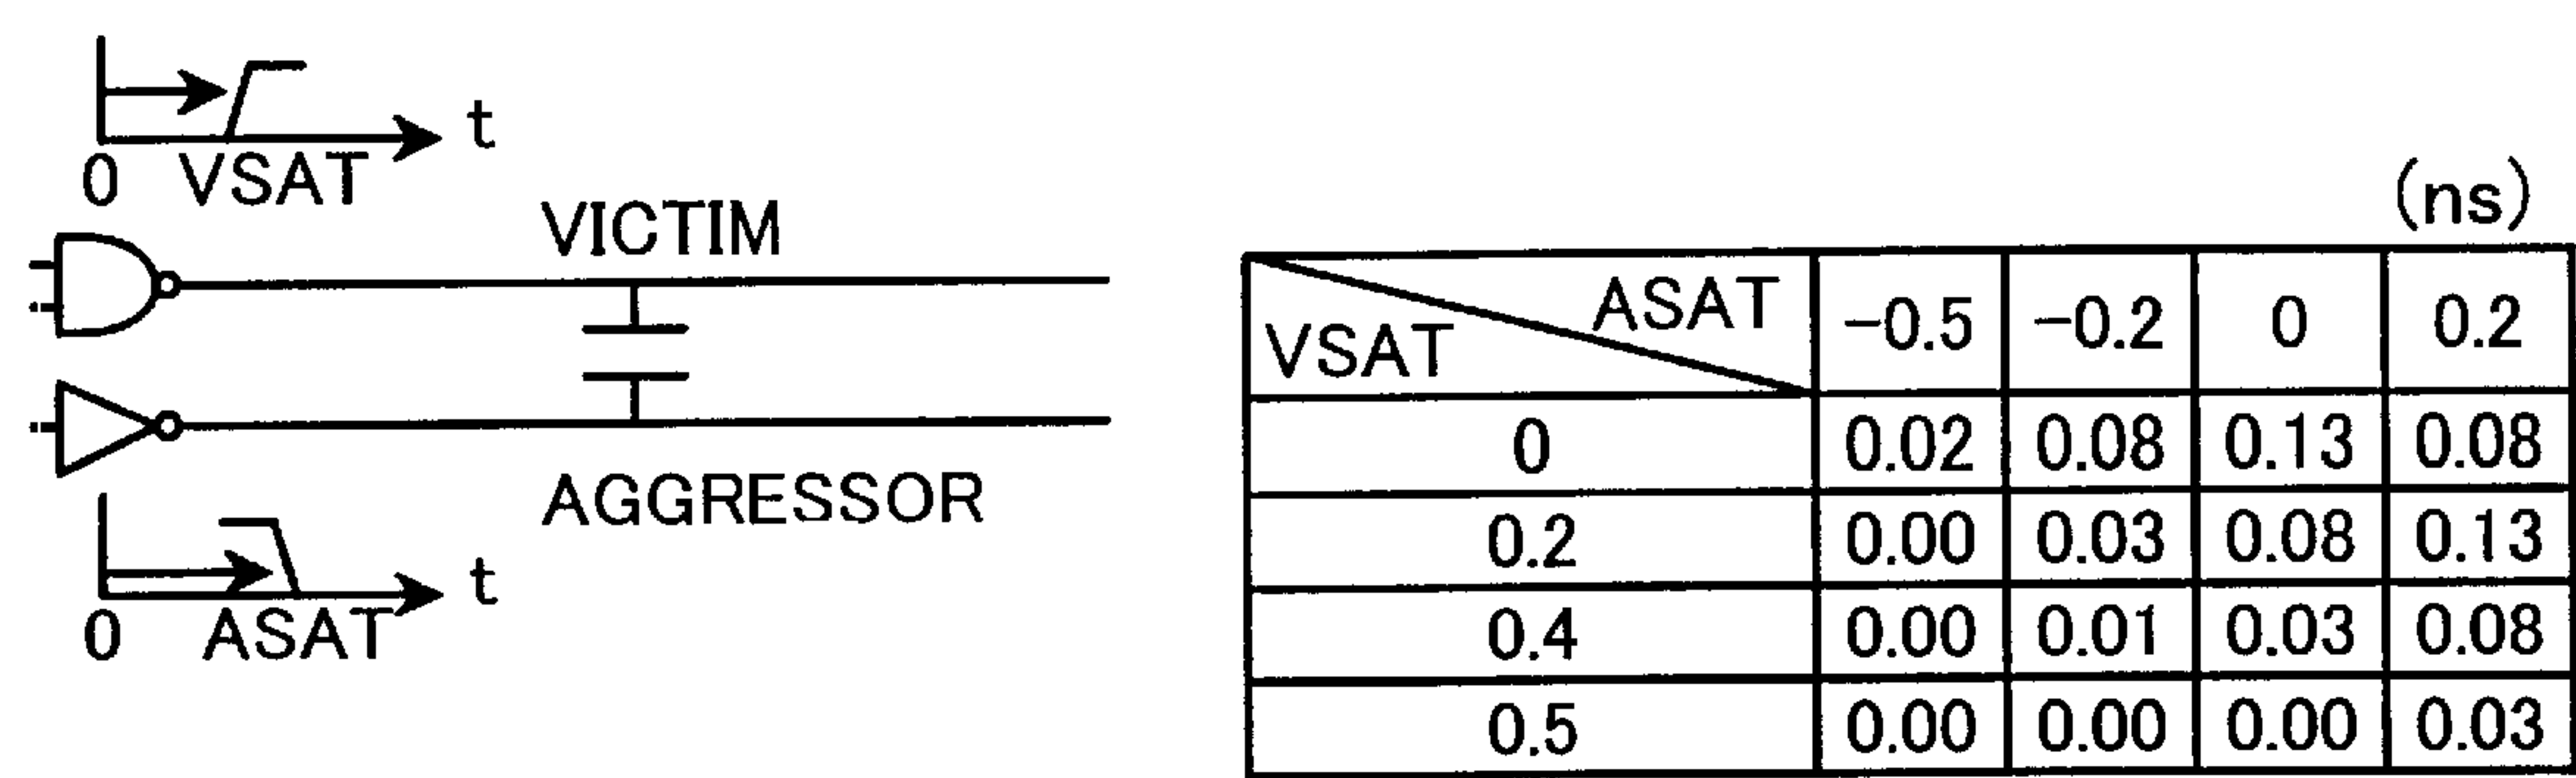 t
0 VSAT
VICTIM
AGGRESSOR
t
0 ASAT
(ns)
ASAT
VSAT
-0.5 -0.2 0 0.2
0 0.02 0.08 0.13 0.08
0.2 0.00 0.03 0.08 0.13
0.4 0.00 0.01 0.03 0.08
0.5 0.00 0.00 0.00 0.03